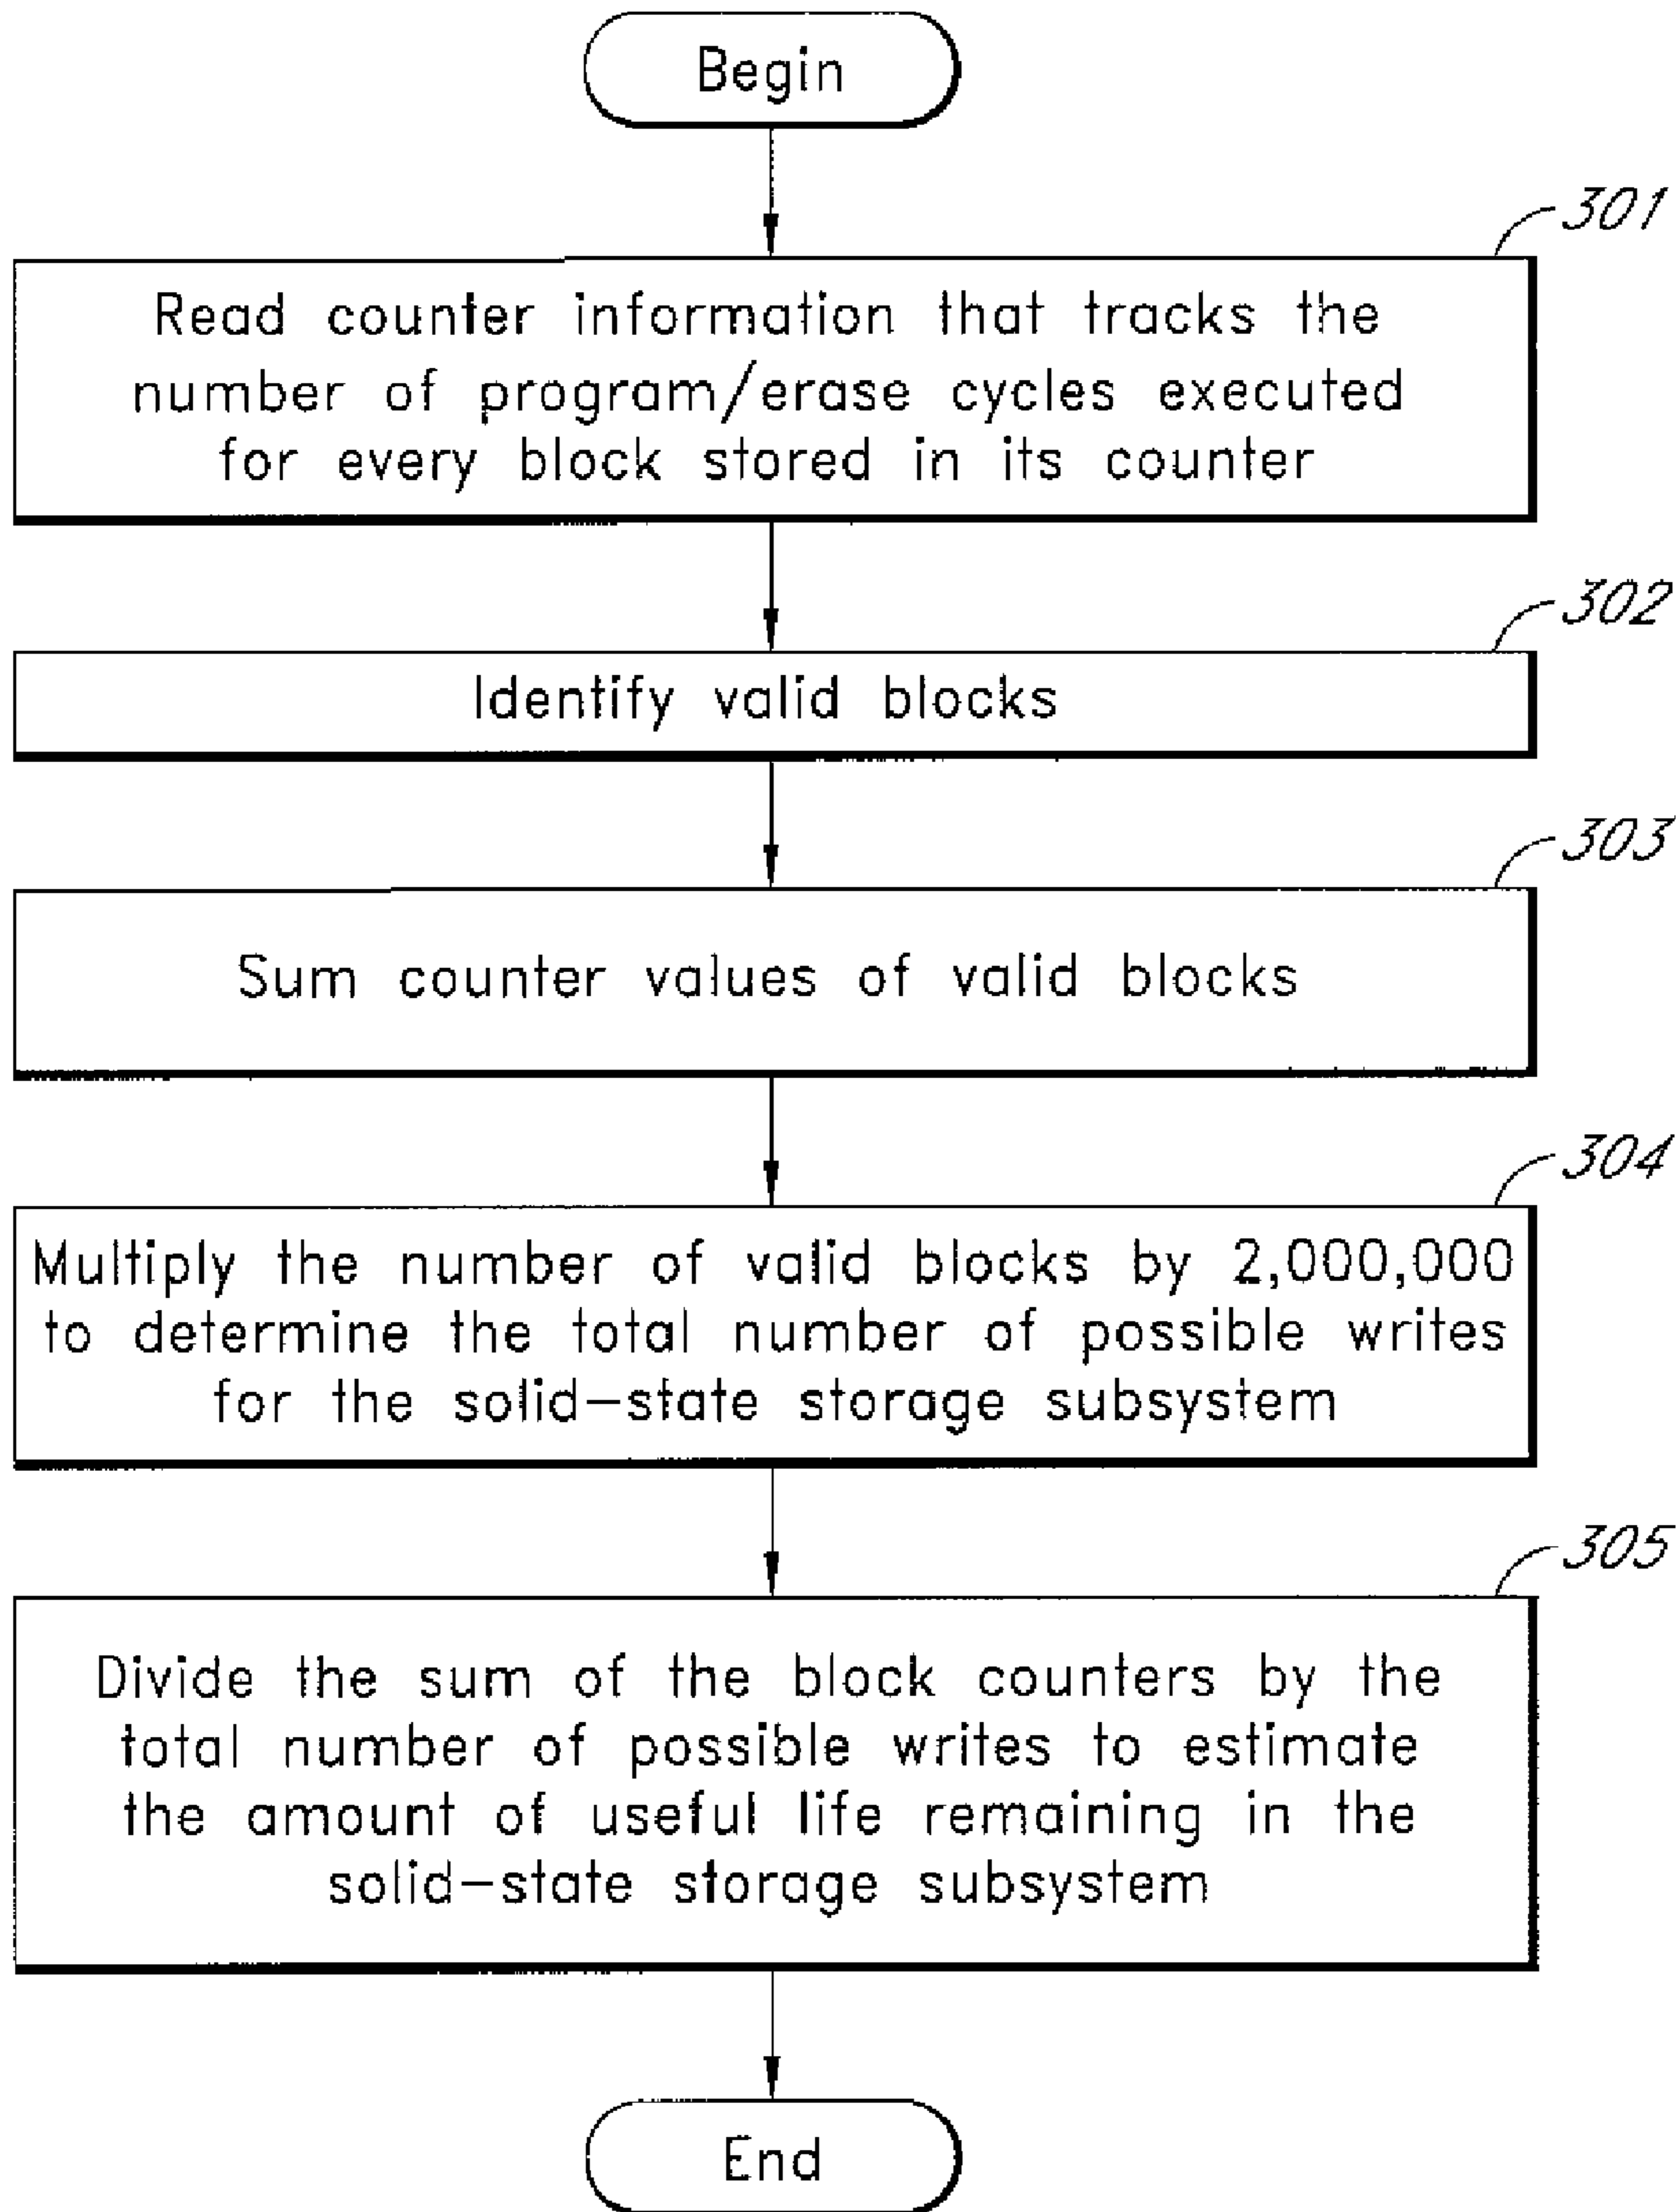 Begin
301
Read counter information that tracks the
number of program/erase cycles executed
for every block stored in its counter
302
Identify valid blocks
303
Sum counter values of valid blocks
304
Multiply the number of valid blocks by 2,000,000
to determine the total number of possible writes
for the solid-state storage subsystem
305
Divide the sum of the block counters by the
total number of possible writes to estimate
the amount of useful life remaining in the
solid-state storage subsystem
End